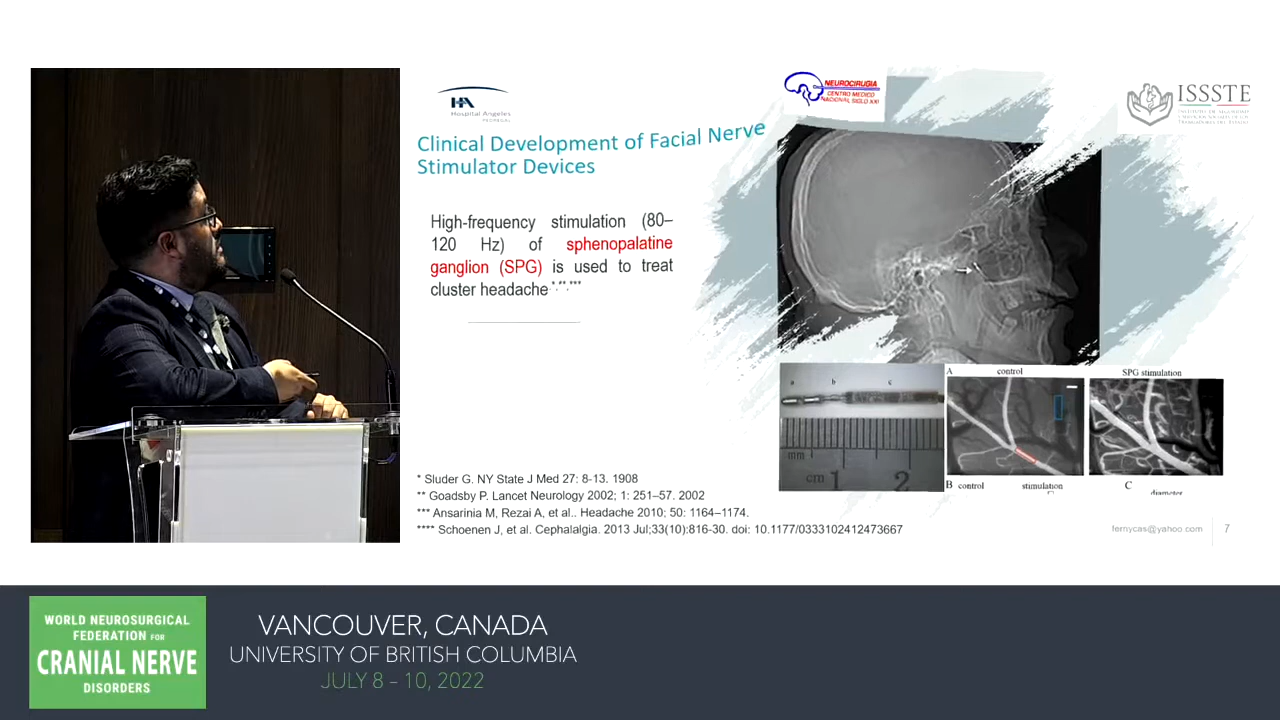 HA
Hospital Angeles
PEDREGAL
NEUROCIRUGIA
CENTRO MEDICO
NACIONAL SIGLO XXI
ISSSTE
Clinical Development of Facial Nerve
Stimulator Devices
High-frequency stimulation (80–
120 Hz) of sphenopalatine
ganglion (SPG) is used to treat
cluster headache*,**,***
a b c
mm
cm 1 2
A control SPG stimulation
B control stimulation C
diameter
* Sluder G. NY State J Med 27: 8-13. 1908
** Goadsby P. Lancet Neurology 2002; 1: 251–57. 2002
*** Ansarinia M, Rezai A, et al.. Headache 2010; 50: 1164–1174.
**** Schoenen J, et al. Cephalalgia. 2013 Jul;33(10):816-30. doi: 10.1177/0333102412473667
fernycas@yahoo.com 7
WORLD NEUROSURGICAL
FEDERATION FOR
CRANIAL NERVE
DISORDERS
VANCOUVER, CANADA
UNIVERSITY OF BRITISH COLUMBIA
JULY 8 – 10, 2022